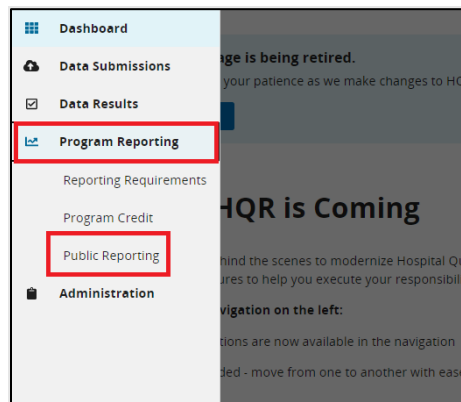 Dashboard
age is being retired.
Data Submissions
your patience as we make changes to HQ
Data Results
Program Reporting
Reporting Requirements
HQR is Coming
Program Credit
Public Reporting
hind the scenes to modernize Hospital Qu
ures to help you execute your responsibil
Administration
vigation on the left:
tions are now available in the navigation
ded - move from one to another with ease